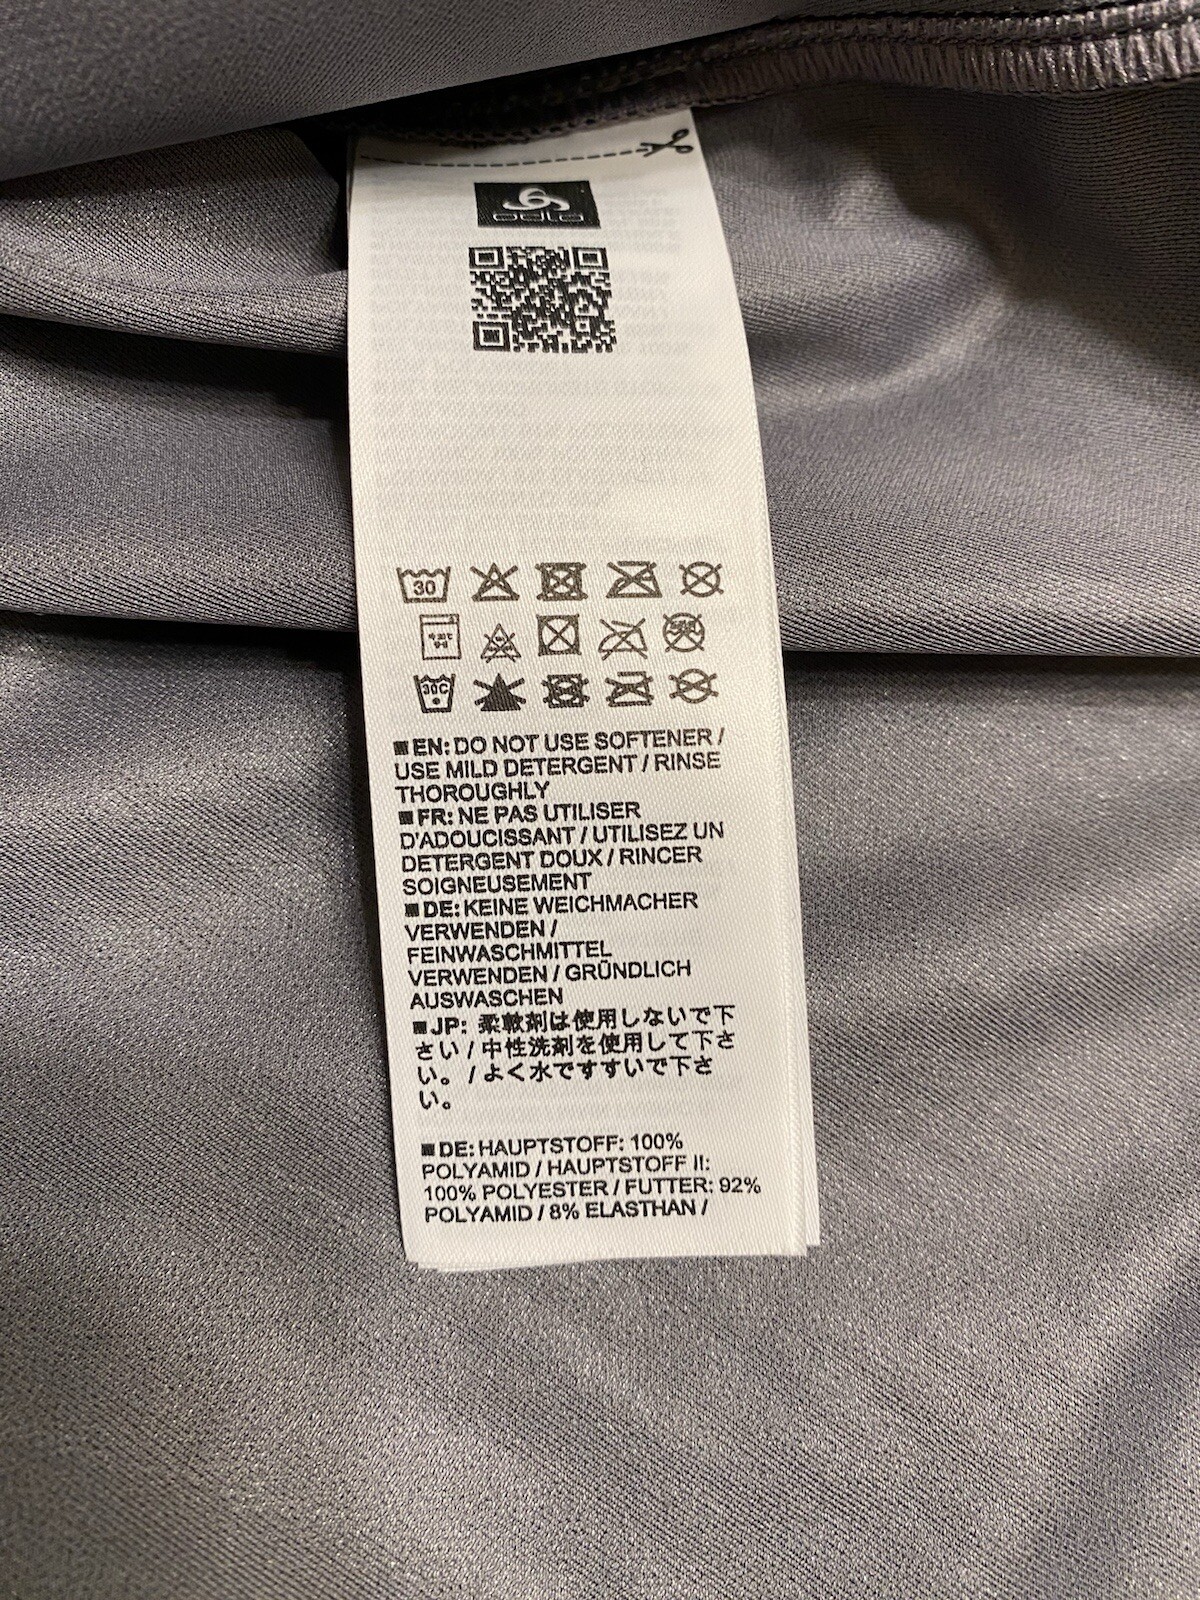 odlo
30
30C
■ EN: DO NOT USE SOFTENER /
USE MILD DETERGENT / RINSE
THOROUGHLY
■ FR: NE PAS UTILISER
D'ADOUCISSANT / UTILISEZ UN
DETERGENT DOUX / RINCER
SOIGNEUSEMENT
■ DE: KEINE WEICHMACHER
VERWENDEN /
FEINWASCHMITTEL
VERWENDEN / GRÜNDLICH
AUSWASCHEN
■ JP: 柔軟剤は使用しないで下
さい / 中性洗剤を使用して下さ
い。 / よく水ですすいで下さ
い。
■ DE: HAUPTSTOFF: 100%
POLYAMID / HAUPTSTOFF II:
100% POLYESTER / FUTTER: 92%
POLYAMID / 8% ELASTHAN /